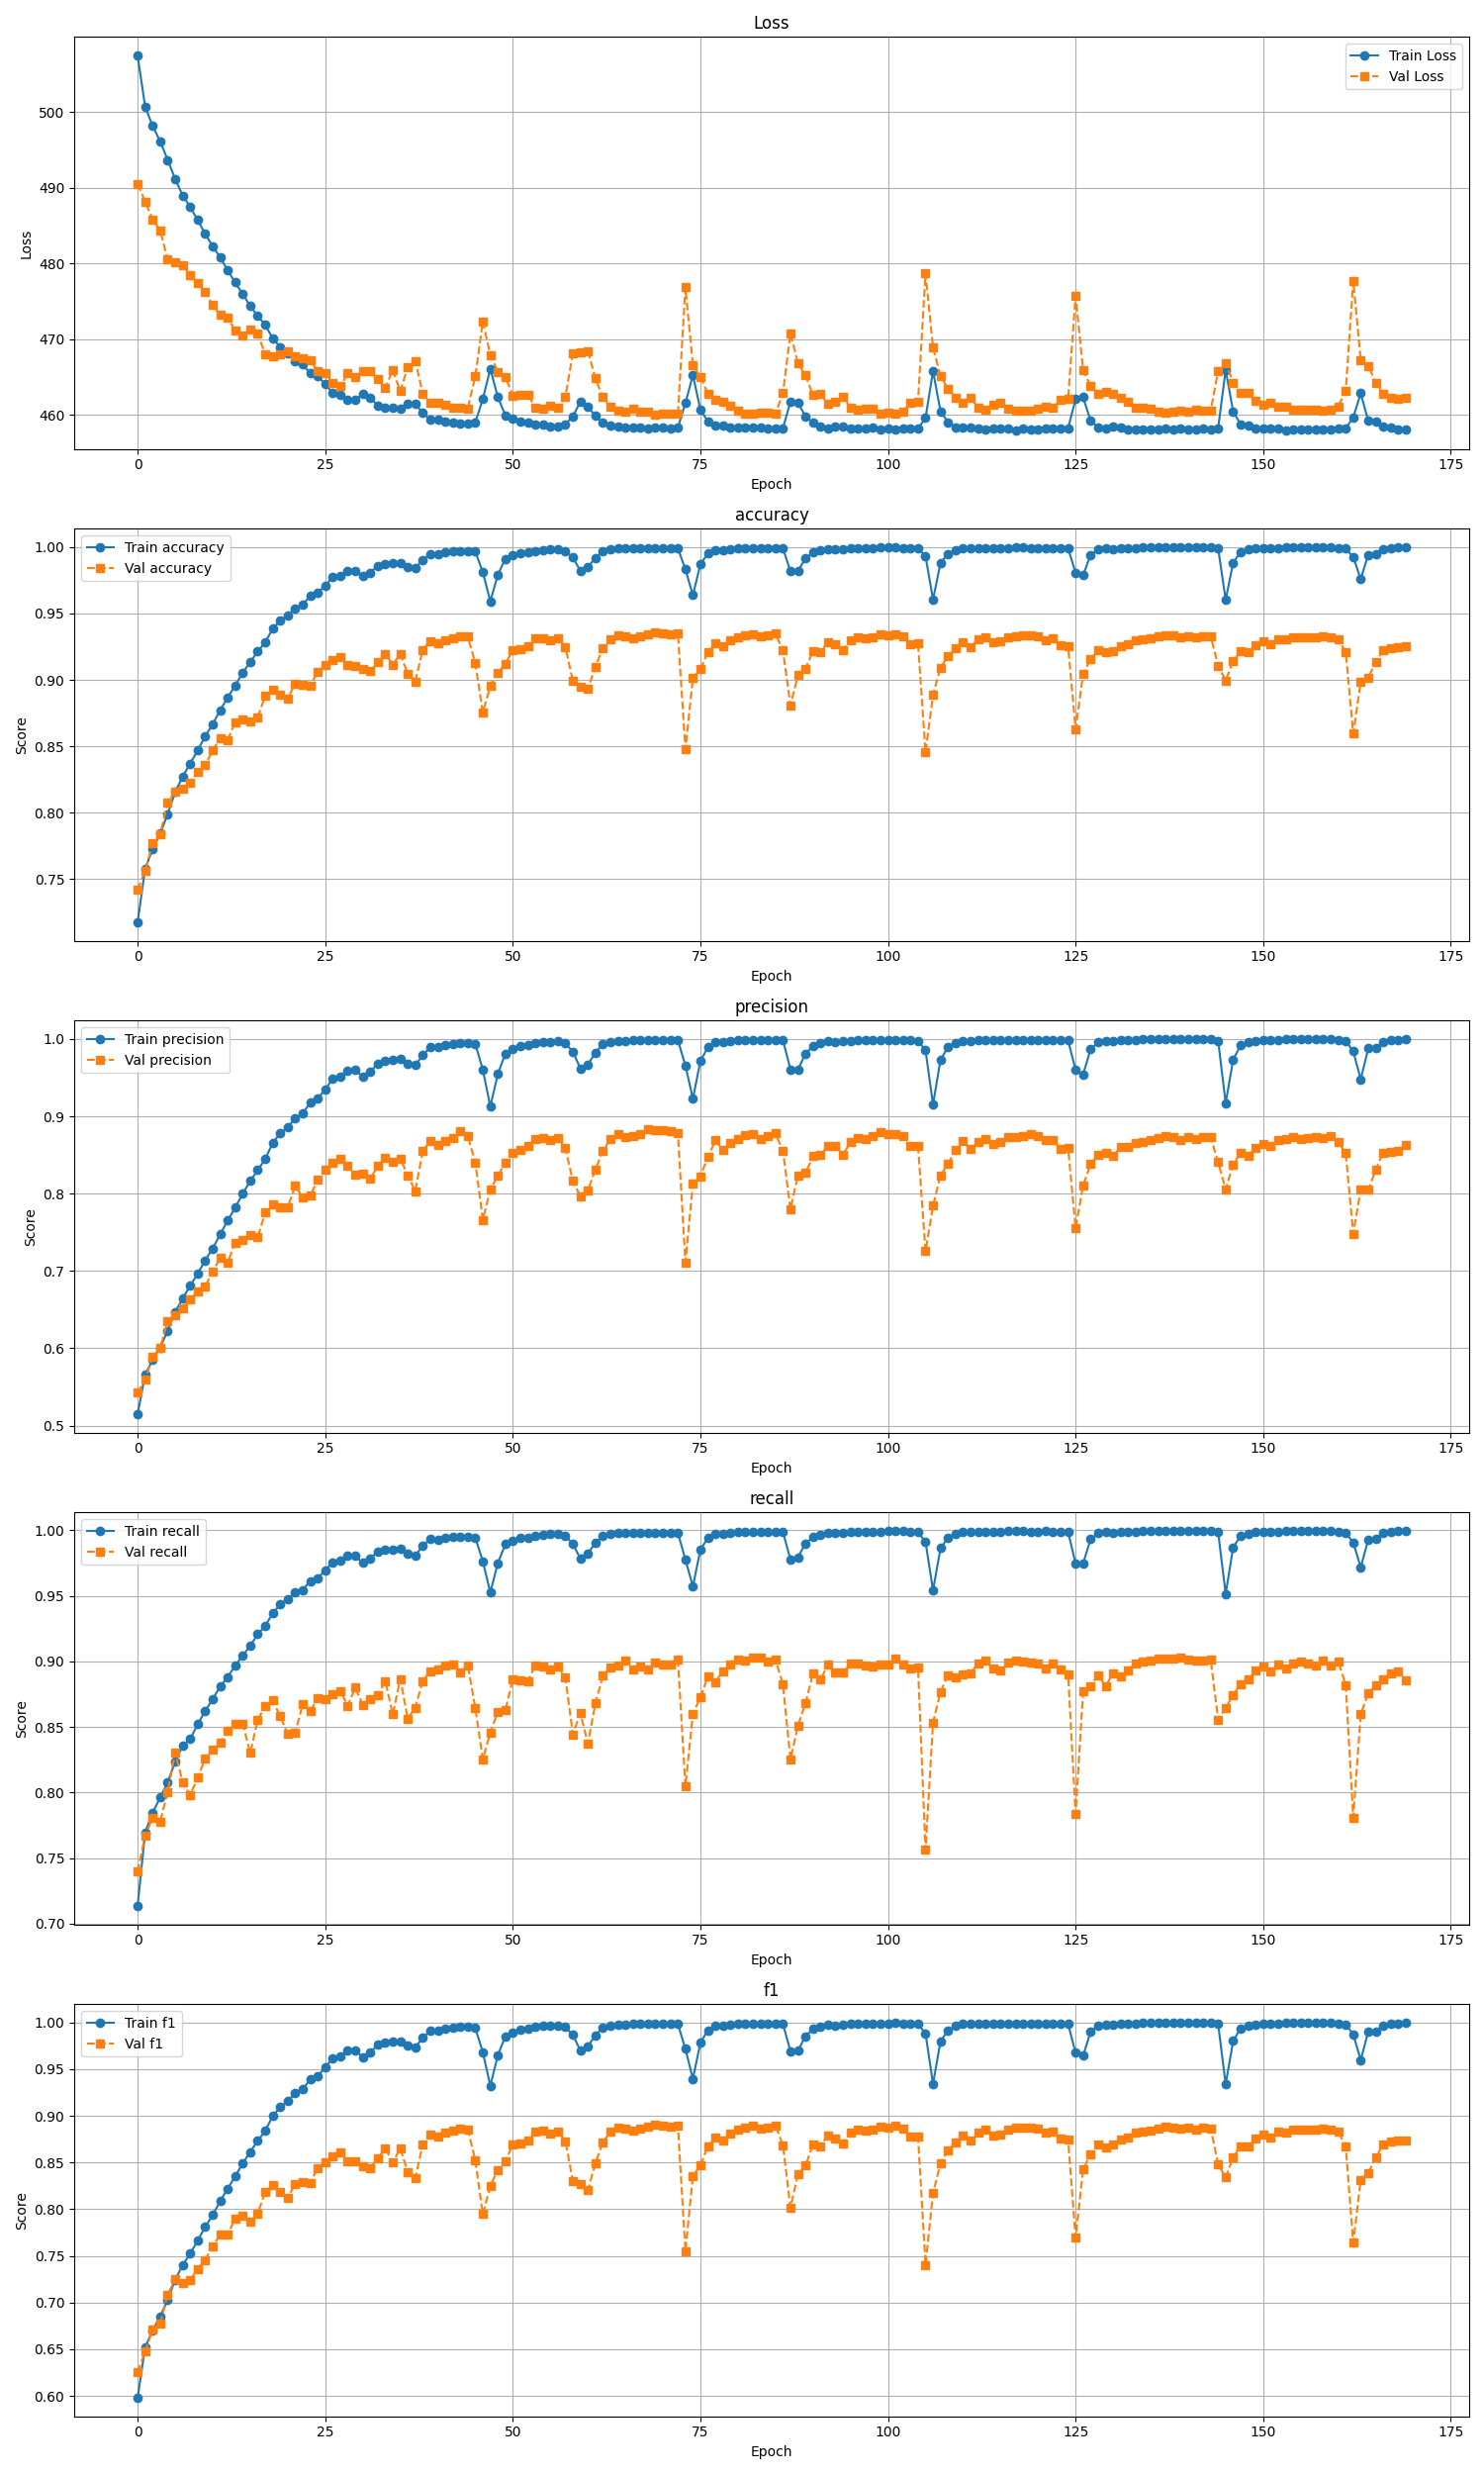 Loss
Train Loss
Val Loss
500
490
480
470
460
Loss
0 25 50 75 100 125 150 175
Epoch
accuracy
Train accuracy
Val accuracy
1.00
0.95
0.90
0.85
0.80
0.75
Score
0 25 50 75 100 125 150 175
Epoch
precision
Train precision
Val precision
1.0
0.9
0.8
0.7
0.6
0.5
Score
0 25 50 75 100 125 150 175
Epoch
recall
Train recall
Val recall
1.00
0.95
0.90
0.85
0.80
0.75
0.70
Score
0 25 50 75 100 125 150 175
Epoch
f1
Train f1
Val f1
1.00
0.95
0.90
0.85
0.80
0.75
0.70
0.65
0.60
Score
0 25 50 75 100 125 150 175
Epoch